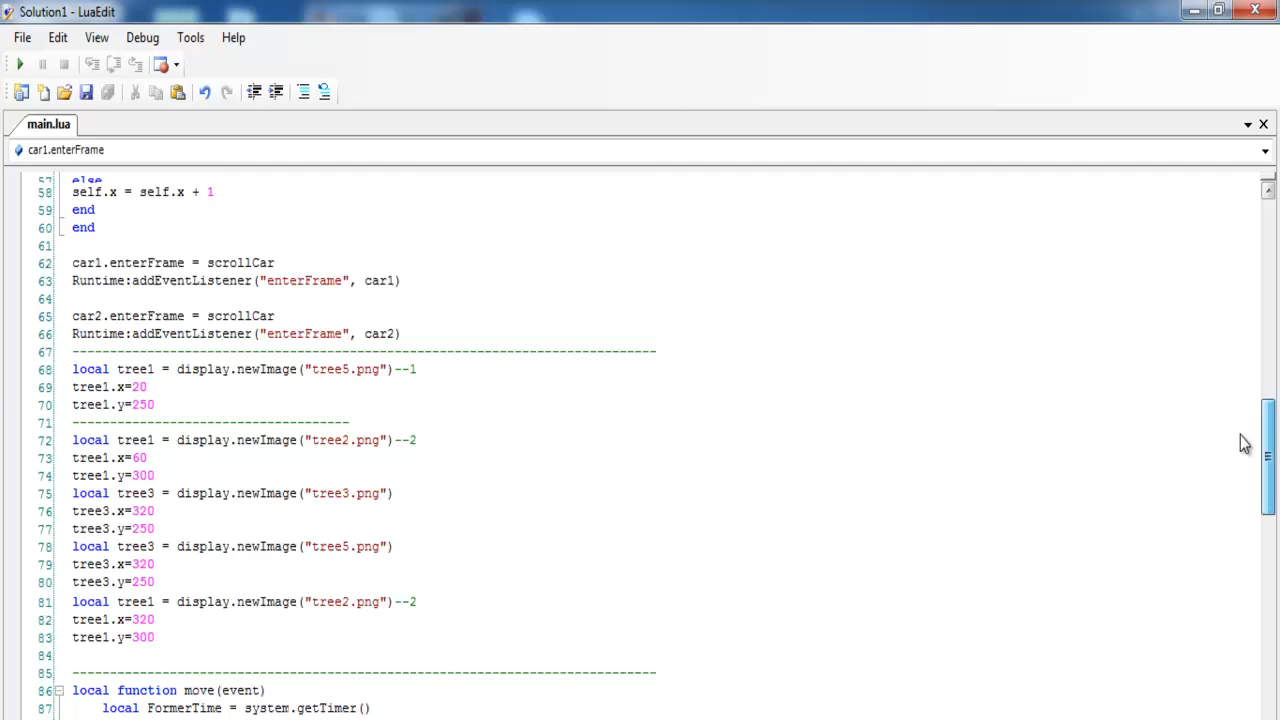 Solution1 - LuaEdit
File Edit View Debug Tools Help
main.lua
car1.enterFrame
57 else
58 self.x = self.x + 1
59 end
60 end
61
62 car1.enterFrame = scrollCar
63 Runtime:addEventListener("enterFrame", car1)
64
65 car2.enterFrame = scrollCar
66 Runtime:addEventListener("enterFrame", car2)
67 ------------------------------------------------------------------------------
68 local tree1 = display.newImage("tree5.png")--1
69 tree1.x=20
70 tree1.y=250
71 -------------------------------------
72 local tree1 = display.newImage("tree2.png")--2
73 tree1.x=60
74 tree1.y=300
75 local tree3 = display.newImage("tree3.png")
76 tree3.x=320
77 tree3.y=250
78 local tree3 = display.newImage("tree5.png")
79 tree3.x=320
80 tree3.y=250
81 local tree1 = display.newImage("tree2.png")--2
82 tree1.x=320
83 tree1.y=300
84
85 ------------------------------------------------------------------------------
86 local function move(event)
87 local FormerTime = system.getTimer()